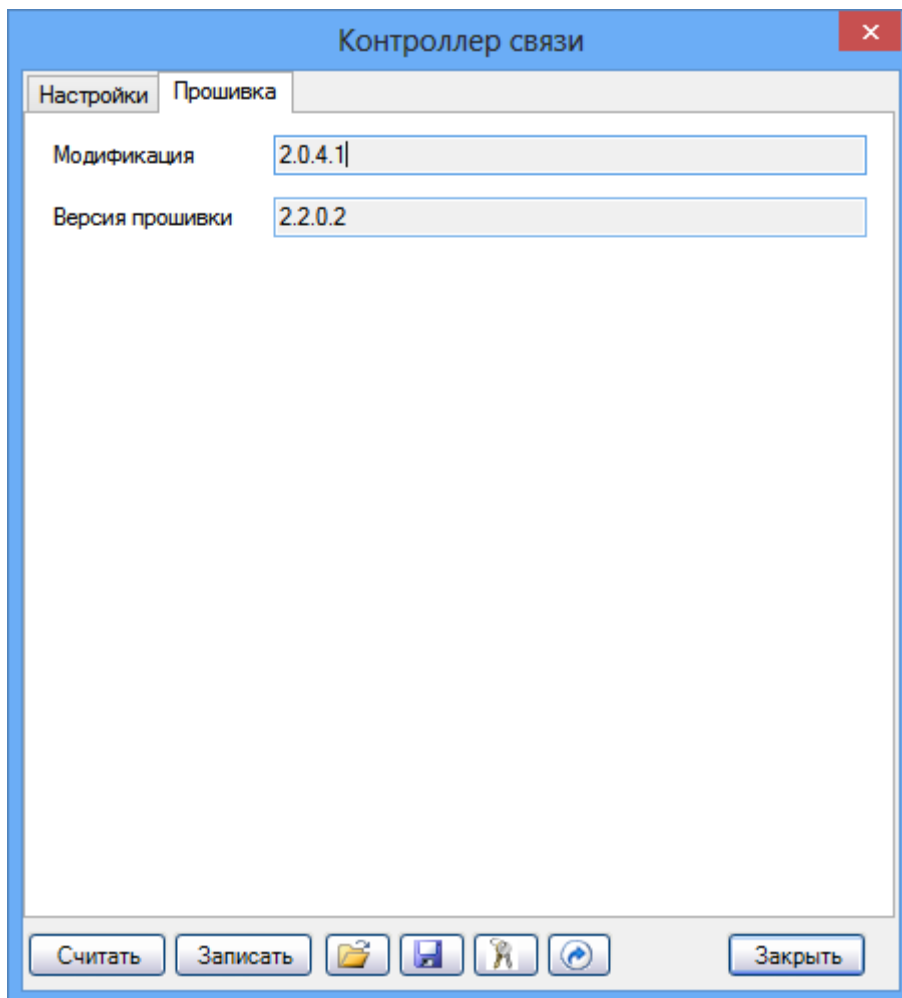 Контроллер связи
Настройки Прошивка
Модификация 2.0.4.1
Версия прошивки 2.2.0.2
Считать Записать Закрыть